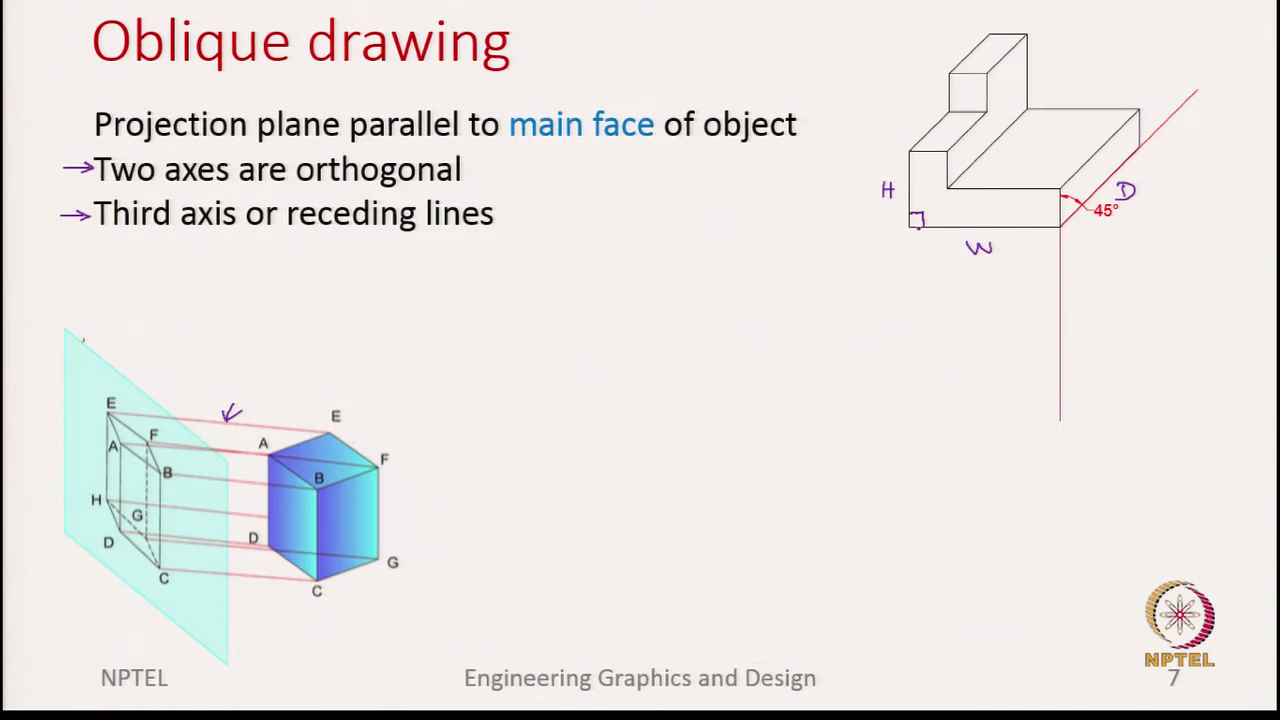 Oblique drawing
Projection plane parallel to main face of object
→Two axes are orthogonal
→Third axis or receding lines
H
D
45°
W
E
E
F
A
A
F
B
B
H
G
D
D
G
C
C
NPTEL
NPTEL
Engineering Graphics and Design
7